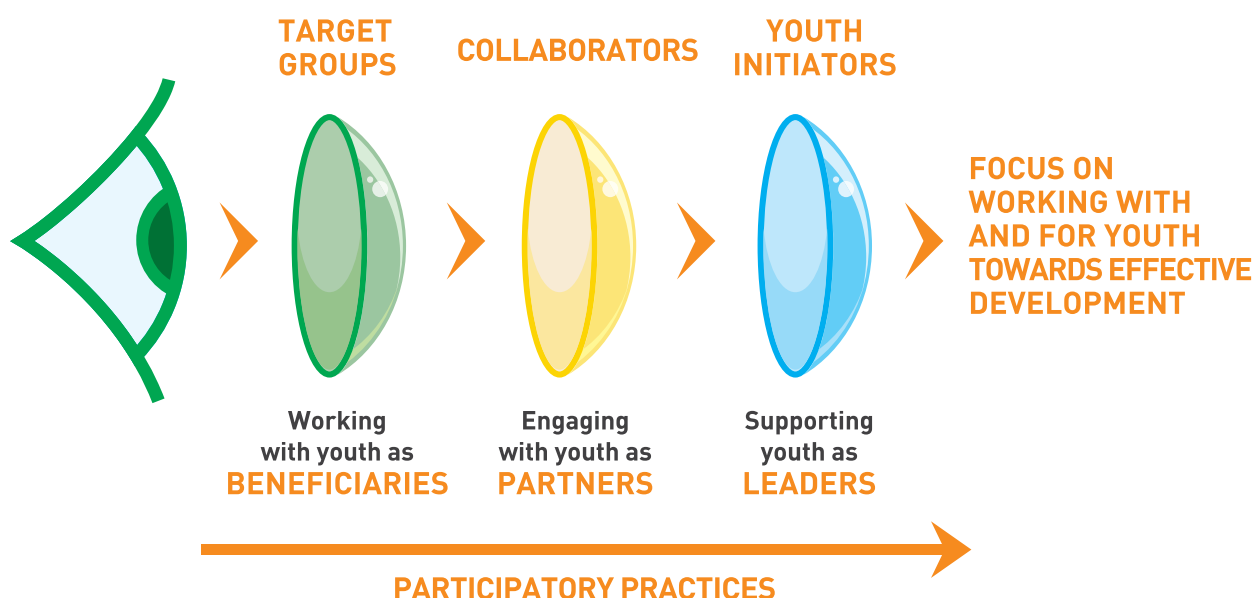 TARGET
GROUPS
COLLABORATORS
YOUTH
INITIATORS
FOCUS ON
WORKING WITH
AND FOR YOUTH
TOWARDS EFFECTIVE
DEVELOPMENT
Working
with youth as
BENEFICIARIES
Engaging
with youth as
PARTNERS
Supporting
youth as
LEADERS
PARTICIPATORY PRACTICES